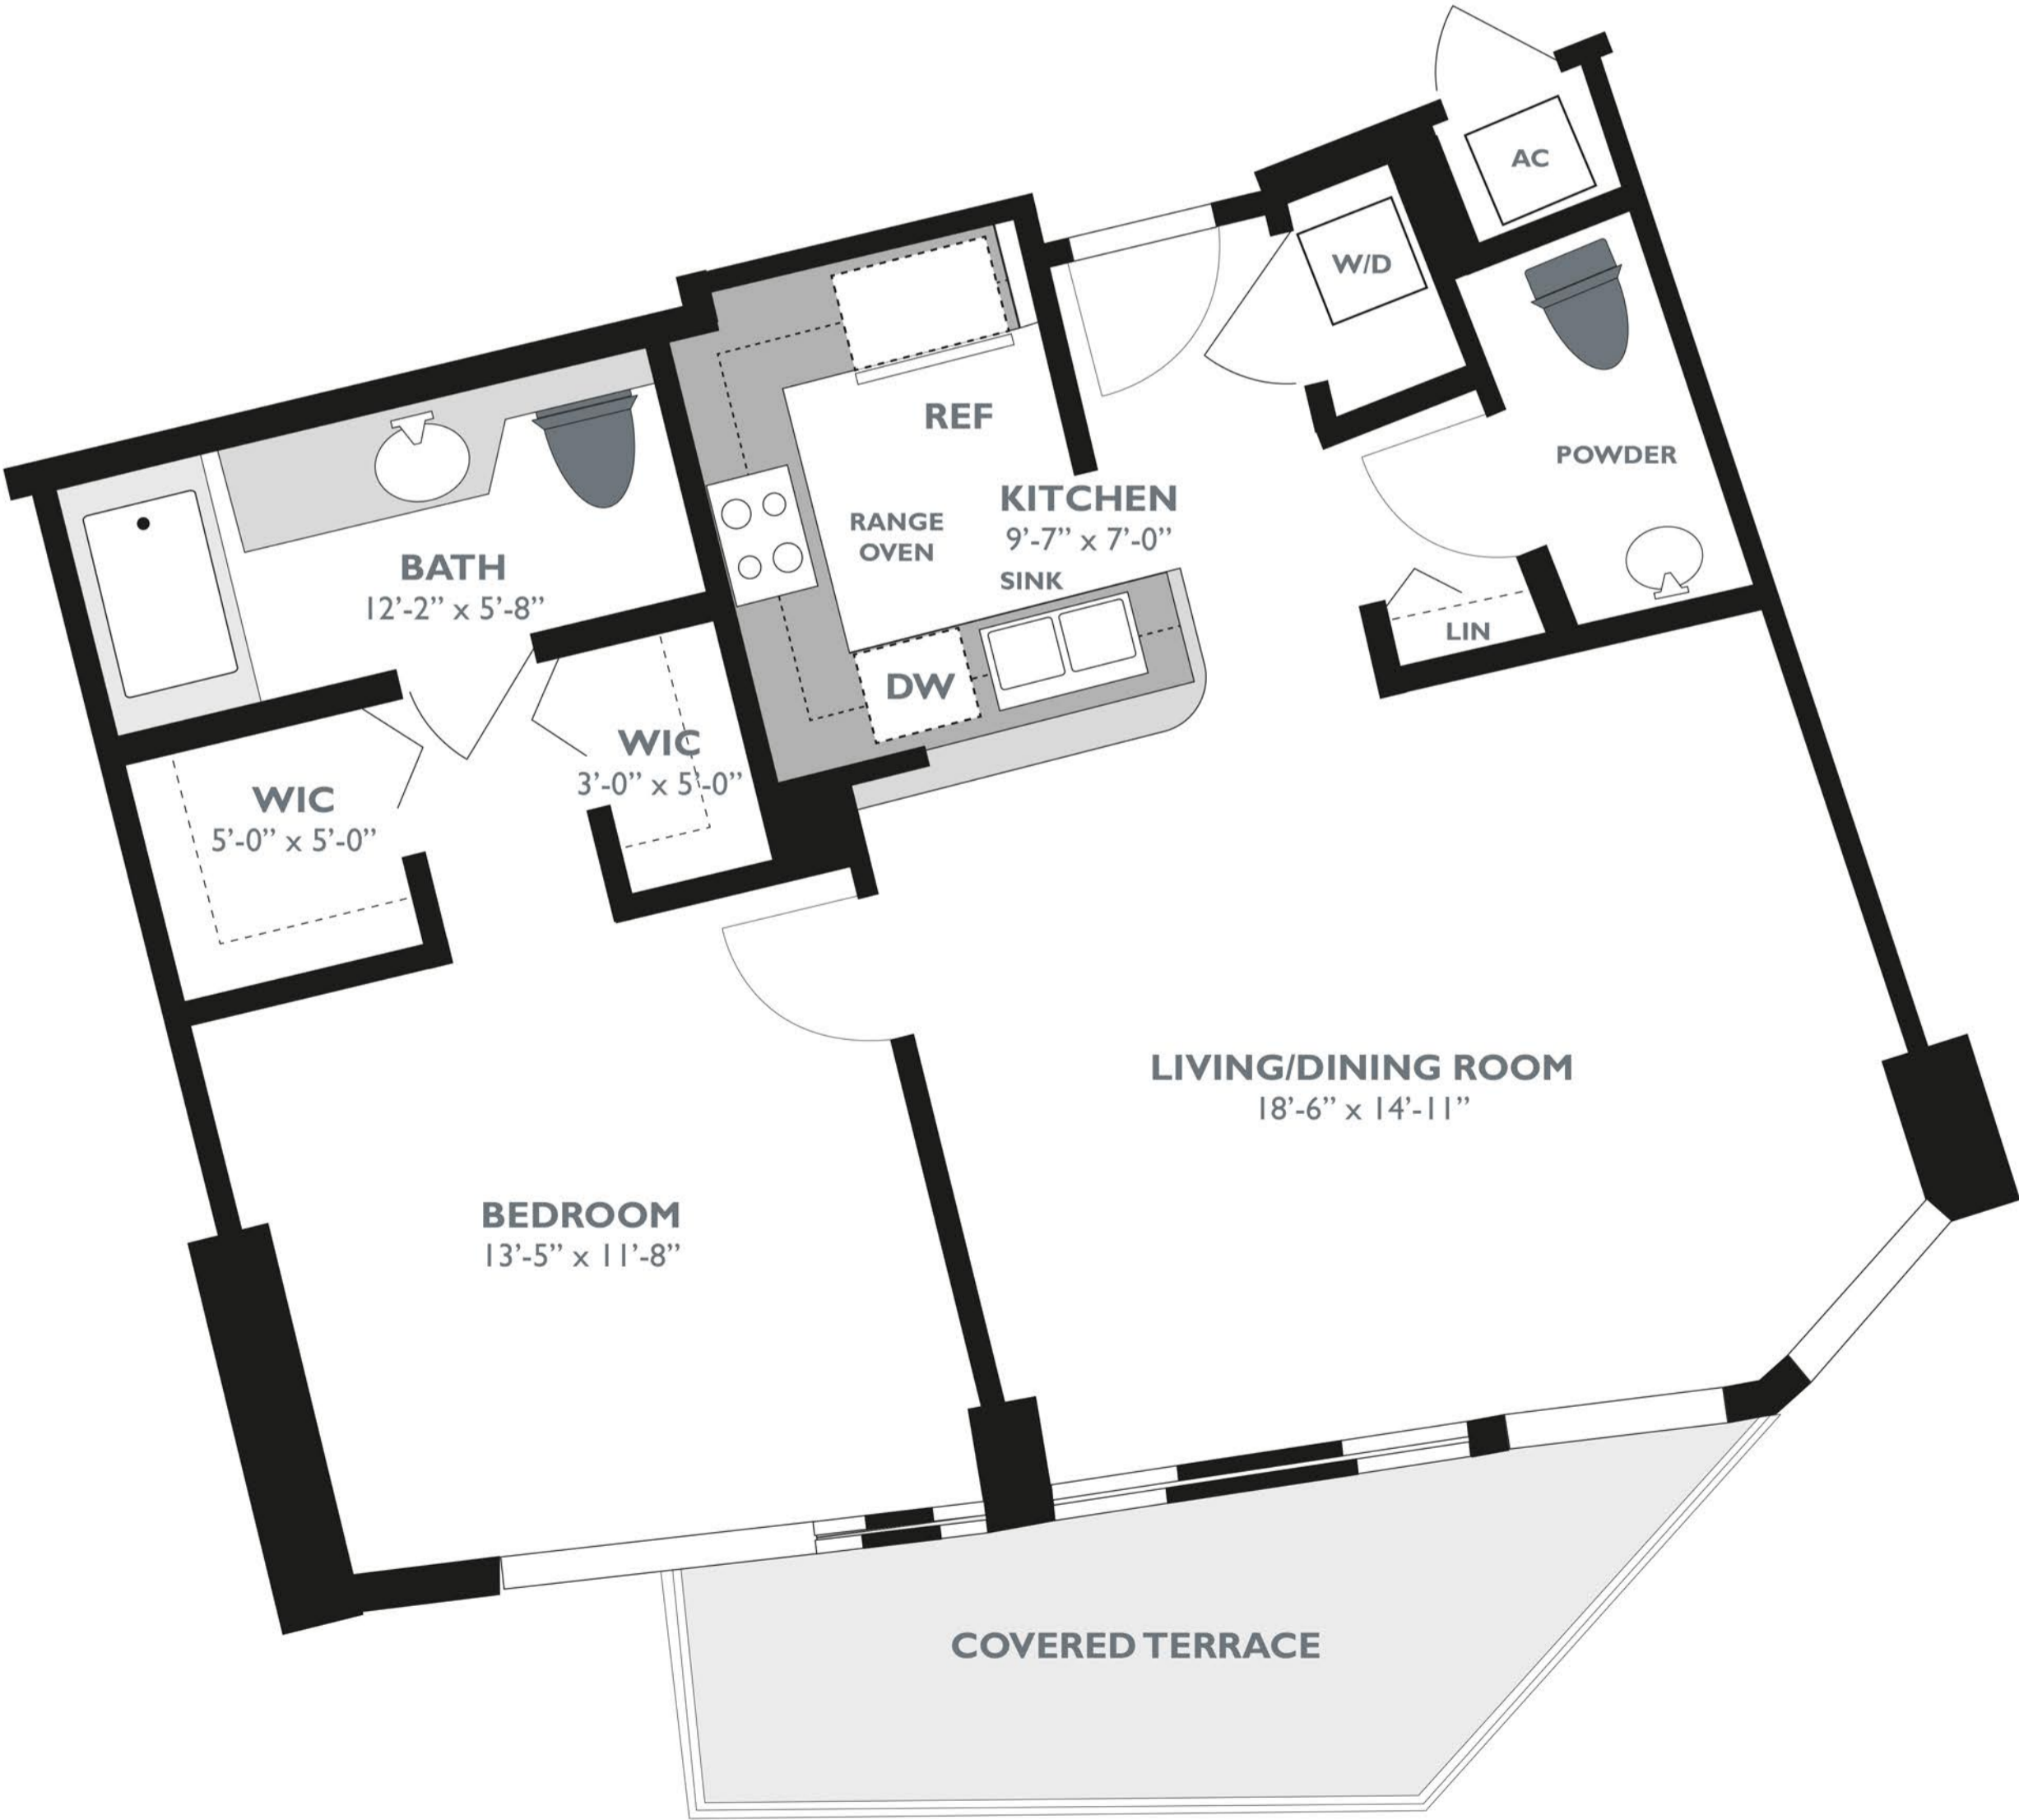 AC
W/D
REF
POWDER
KITCHEN
9’-7” x 7’-0”
RANGE
OVEN
SINK
BATH
12’-2” x 5’-8”
LIN
DW
WIC
3’-0” x 5’-0”
WIC
5’-0” x 5’-0”
LIVING/DINING ROOM
18’-6” x 14’-11”
BEDROOM
13’-5” x 11’-8”
COVERED TERRACE